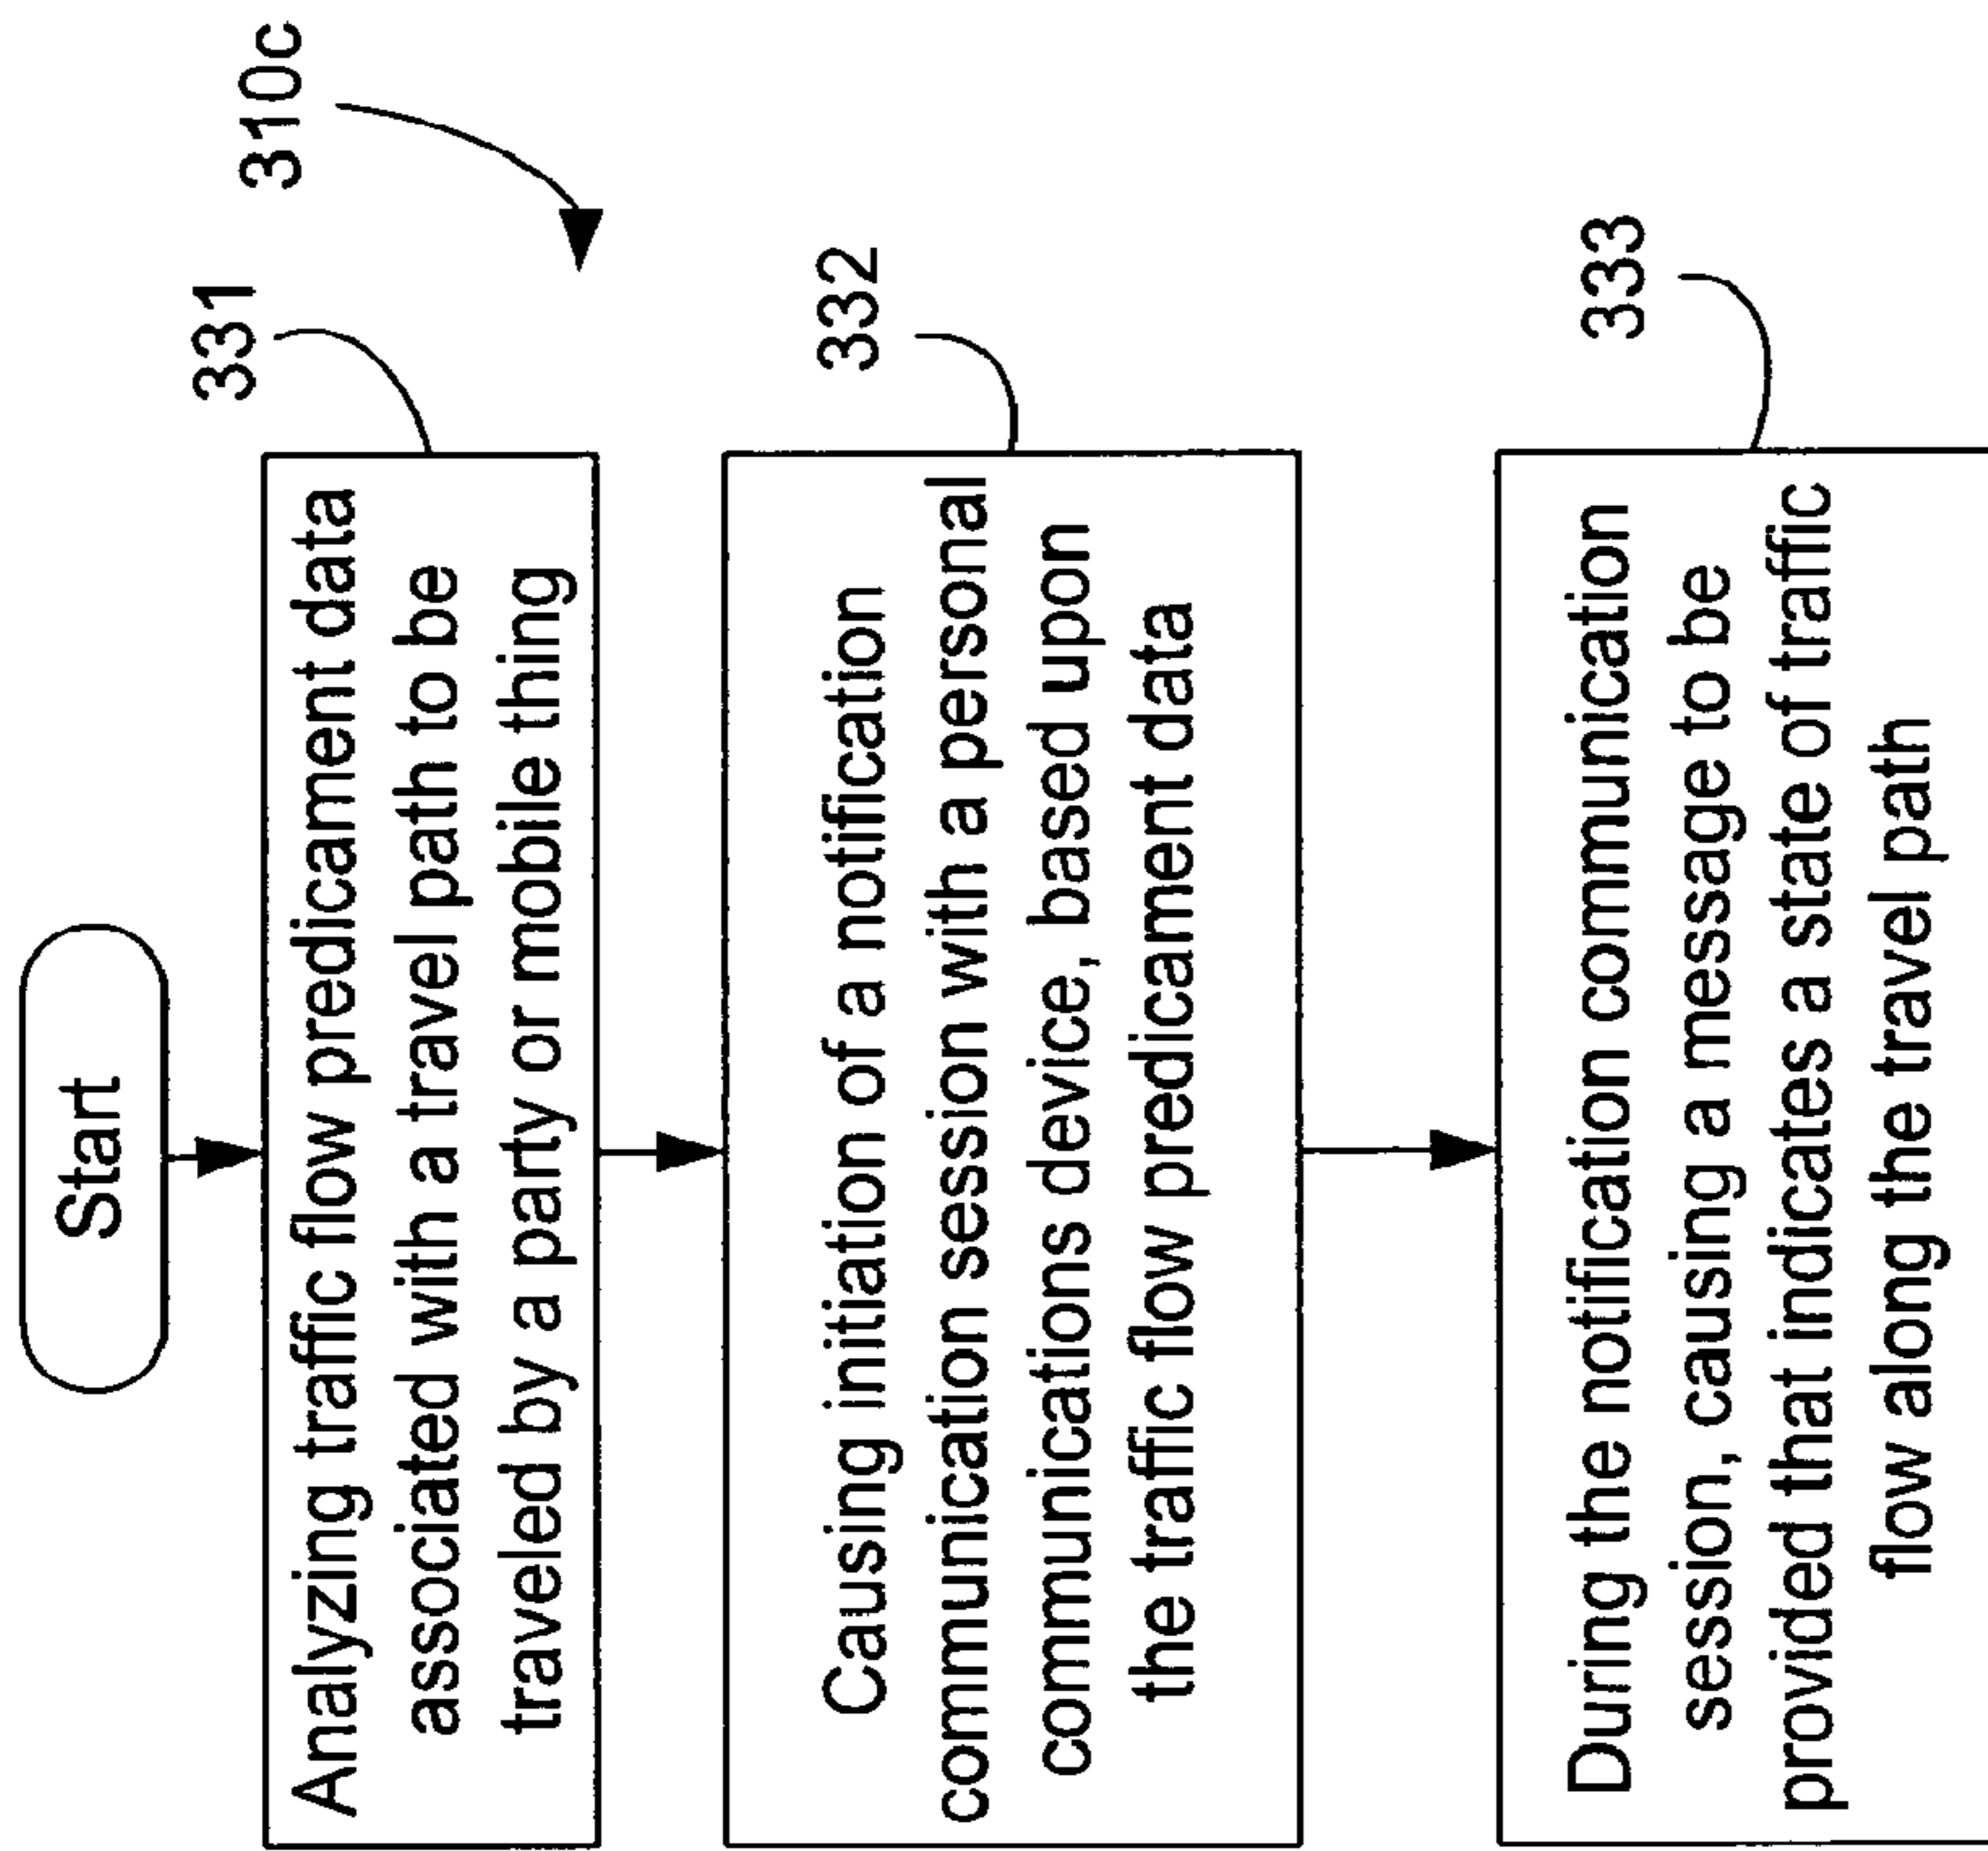 310c
Start
331
Analyzing traffic flow predicament data
associated with a travel path to be
traveled by a party or mobile thing
332
Causing initiation of a notification
communication session with a personal
communications device, based upon
the traffic flow predicament data
333
During the notification communication
session, causing a message to be
provided that indicates a state of traffic
flow along the travel path